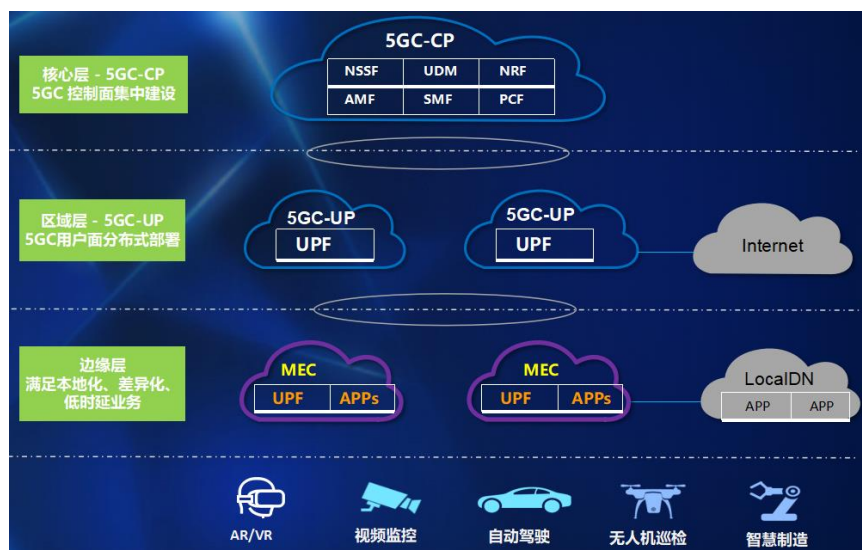 5GC-CP
核心层 - 5GC-CP
5GC 控制面集中建设
NSSF UDM NRF
AMF SMF PCF
区域层 - 5GC-UP
5GC用户面分布式部署
5GC-UP
UPF
5GC-UP
UPF
Internet
边缘层
满足本地化、差异化、
低时延业务
MEC
UPF APPs
MEC
UPF APPs
LocalDN
APP APP
AR/VR
视频监控
自动驾驶
无人机巡检
智慧制造